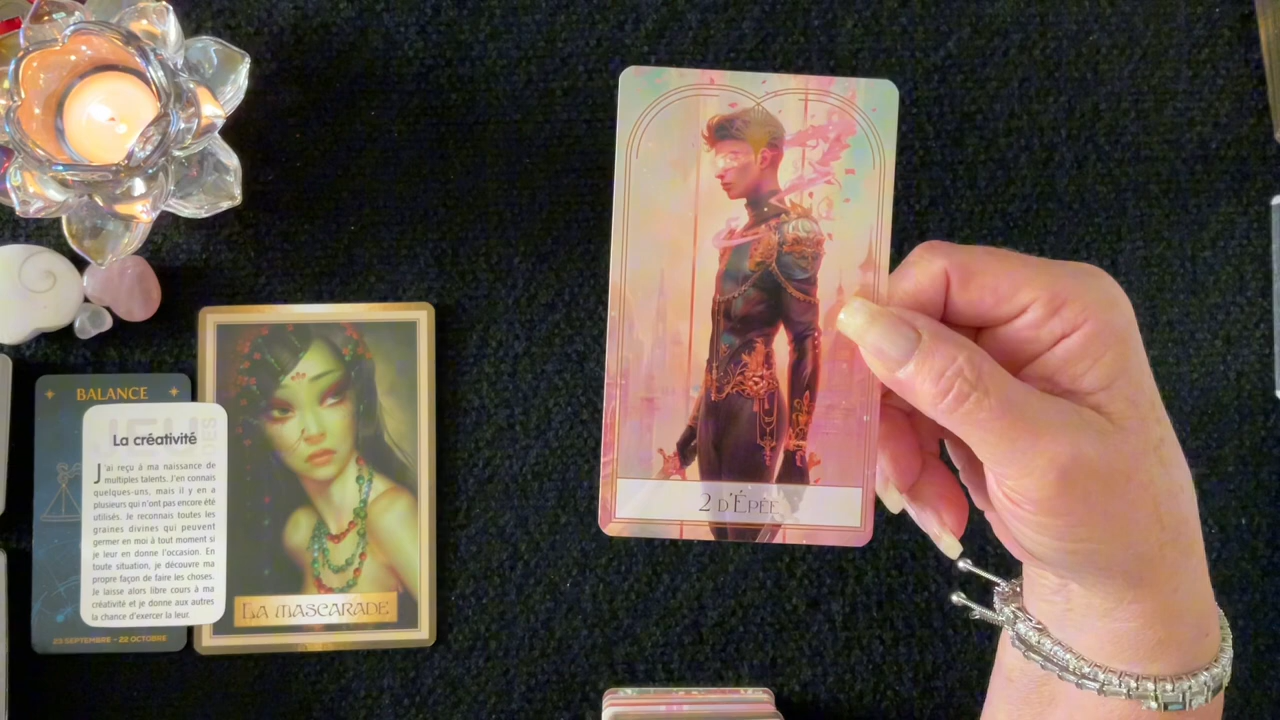 BALANCE
La créativité
J'ai reçu à ma naissance de
multiples talents. J'en connais
quelques-uns, mais il y en a
plusieurs qui n'ont pas encore été
utilisés. Je reconnais toutes les
graines divines qui peuvent
germer en moi à tout moment si
je leur en donne l'occasion. En
toute situation, je découvre ma
propre façon de faire les choses.
Je laisse alors libre cours à ma
créativité et je donne aux autres
la chance d'exercer la leur.
23 SEPTEMBRE - 22 OCTOBRE
LA MASCARADE
2 D'ÉPÉE